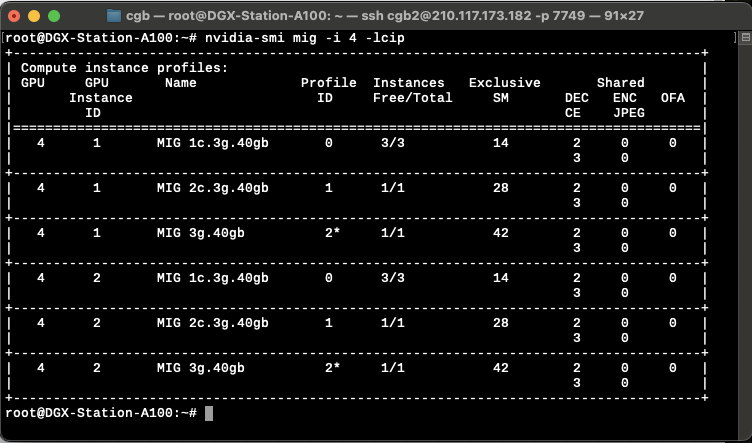 cgb — root@DGX-Station-A100: ~ — ssh cgb2@210.117.173.182 -p 7749 — 91×27
root@DGX-Station-A100:~# nvidia-smi mig -i 4 -lcip
+--------------------------------------------------------------------------------------+
| Compute instance profiles:                                                           |
| GPU     GPU       Name             Profile  Instances   Exclusive       Shared       |
|       Instance                       ID     Free/Total     SM       DEC   ENC   OFA  |
|         ID                                                          CE    JPEG       |
|======================================================================================|
|   4      1       MIG 1c.3g.40gb       0      3/3           14        2     0     0   |
|                                                                      3     0         |
+--------------------------------------------------------------------------------------+
|   4      1       MIG 2c.3g.40gb       1      1/1           28        2     0     0   |
|                                                                      3     0         |
+--------------------------------------------------------------------------------------+
|   4      1       MIG 3g.40gb          2*     1/1           42        2     0     0   |
|                                                                      3     0         |
+--------------------------------------------------------------------------------------+
|   4      2       MIG 1c.3g.40gb       0      3/3           14        2     0     0   |
|                                                                      3     0         |
+--------------------------------------------------------------------------------------+
|   4      2       MIG 2c.3g.40gb       1      1/1           28        2     0     0   |
|                                                                      3     0         |
+--------------------------------------------------------------------------------------+
|   4      2       MIG 3g.40gb          2*     1/1           42        2     0     0   |
|                                                                      3     0         |
+--------------------------------------------------------------------------------------+
root@DGX-Station-A100:~#